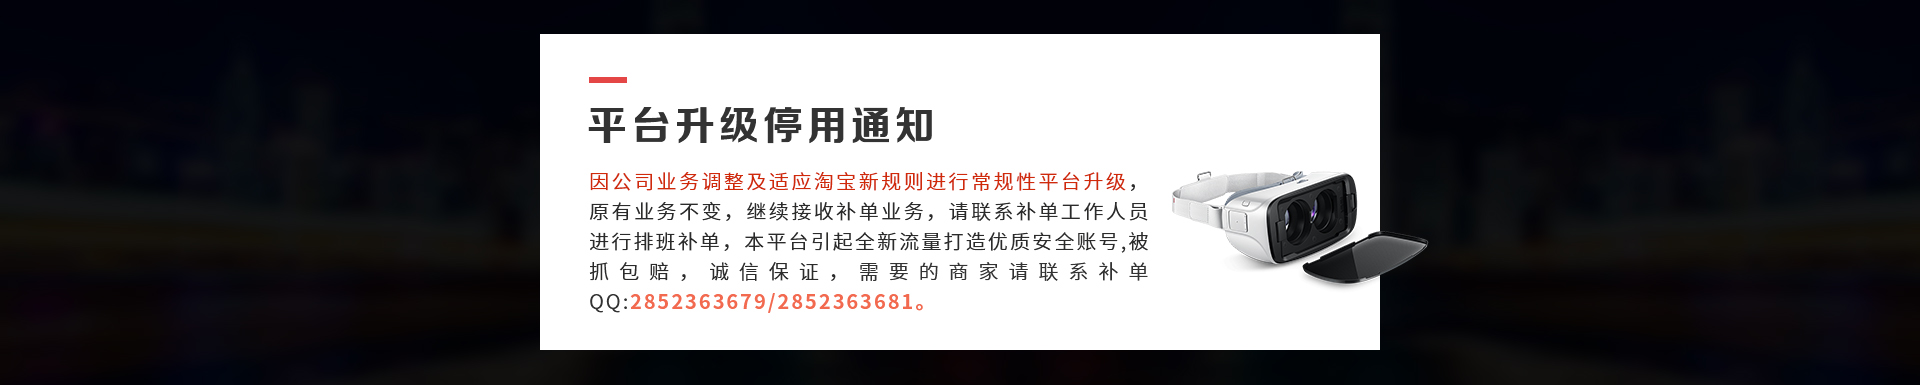 平台升级停用通知
因公司业务调整及适应淘宝新规则进行常规性平台升级，
原有业务不变，继续接收补单业务，请联系补单工作人员
进行排班补单，本平台引起全新流量打造优质安全账号,被
抓包赔，诚信保证，需要的商家请联系补单
QQ:2852363679/2852363681。